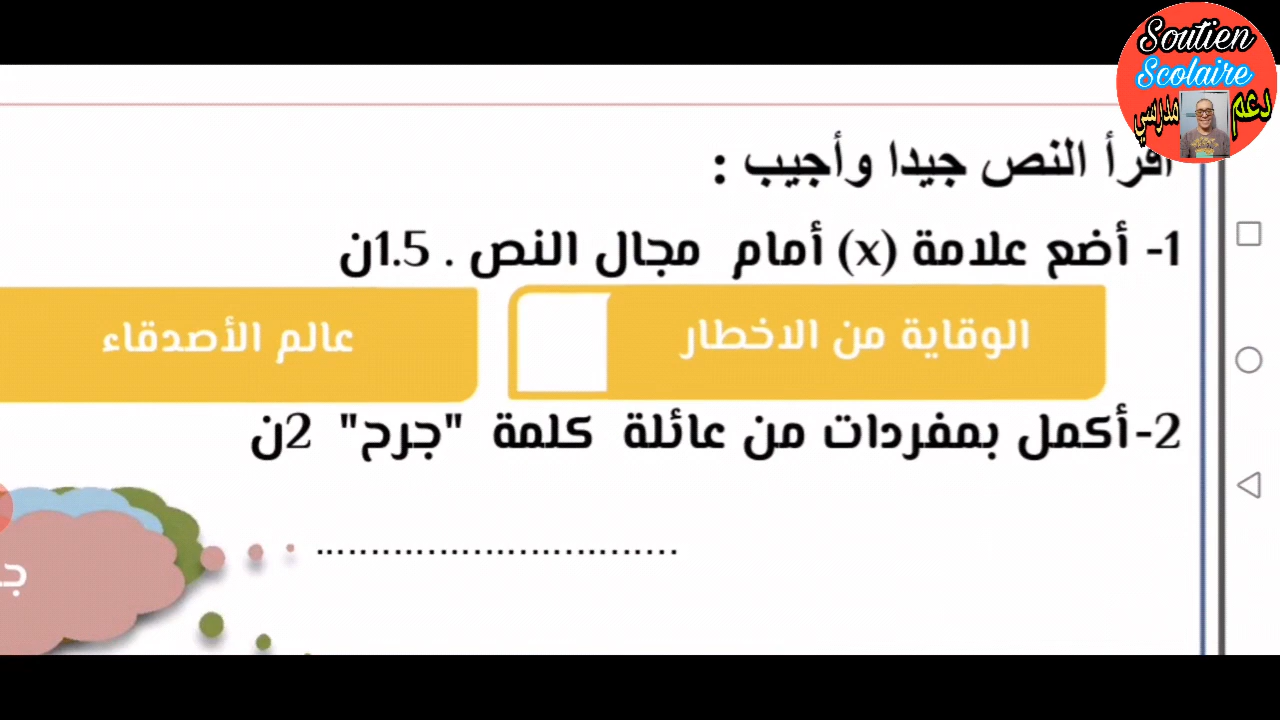 Soutien
Scolaire
دعم مدرسي
اقرأ النص جيدا وأجيب :
1- أضع علامة (x) أمام مجال النص . 1.5ن
الوقاية من الاخطار
عالم الأصدقاء
2-أكمل بمفردات من عائلة كلمة "جرح" 2ن
................................